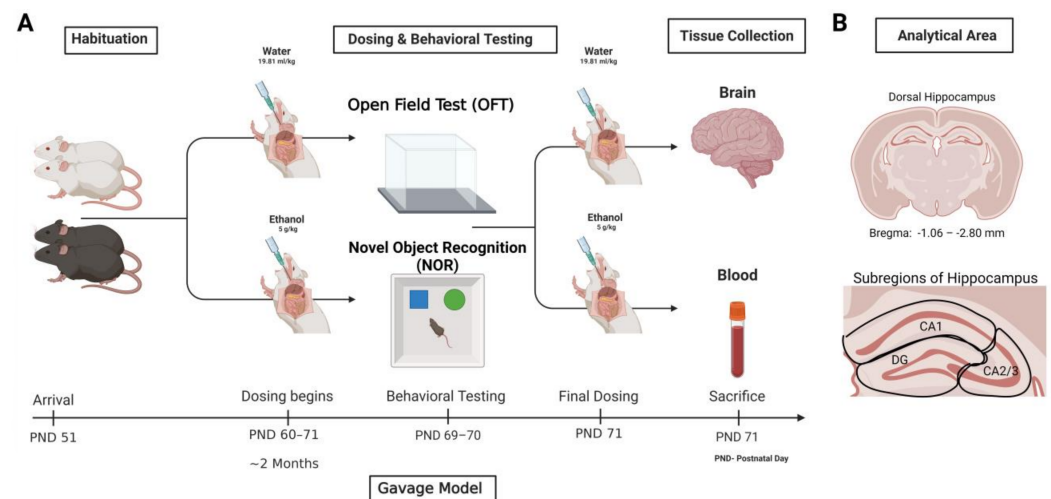 A
Habituation
Dosing & Behavioral Testing
Tissue Collection
Water
19.81 ml/kg
Open Field Test (OFT)
Water
19.81 ml/kg
Brain
Ethanol
5 g/kg
Novel Object Recognition
(NOR)
Ethanol
5 g/kg
Blood
Arrival
Dosing begins
Behavioral Testing
Final Dosing
Sacrifice
PND 51
PND 60–71
PND 69–70
PND 71
PND 71
~2 Months
PND- Postnatal Day
Gavage Model
B
Analytical Area
Dorsal Hippocampus
Bregma: -1.06 – -2.80 mm
Subregions of Hippocampus
CA1
DG
CA2/3